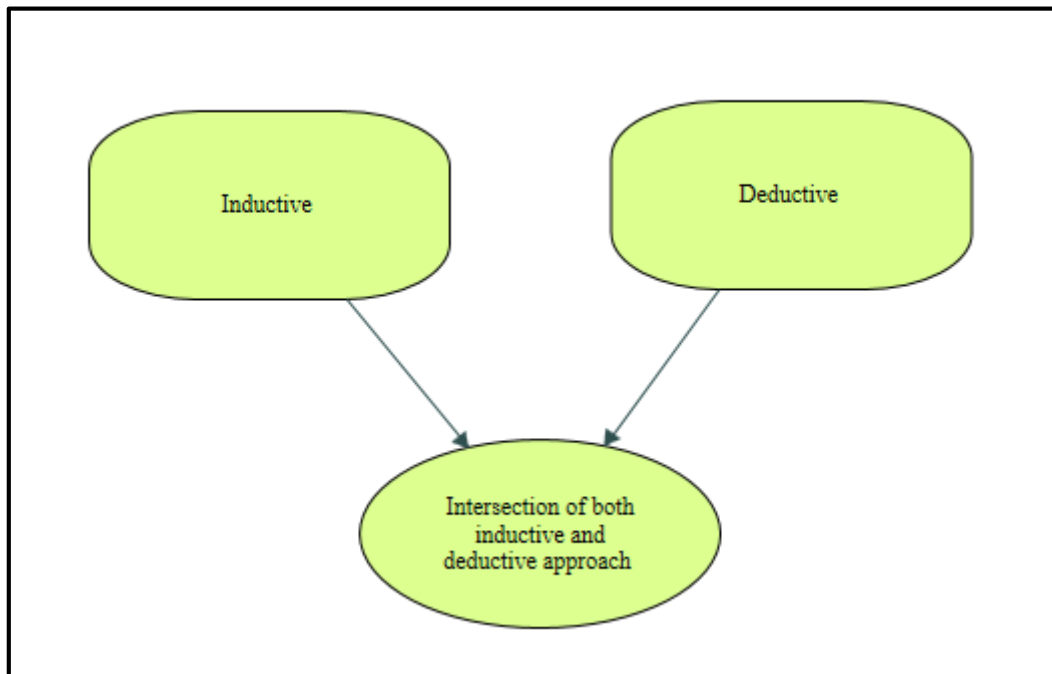 Inductive
Deductive
Intersection of both
inductive and
deductive approach